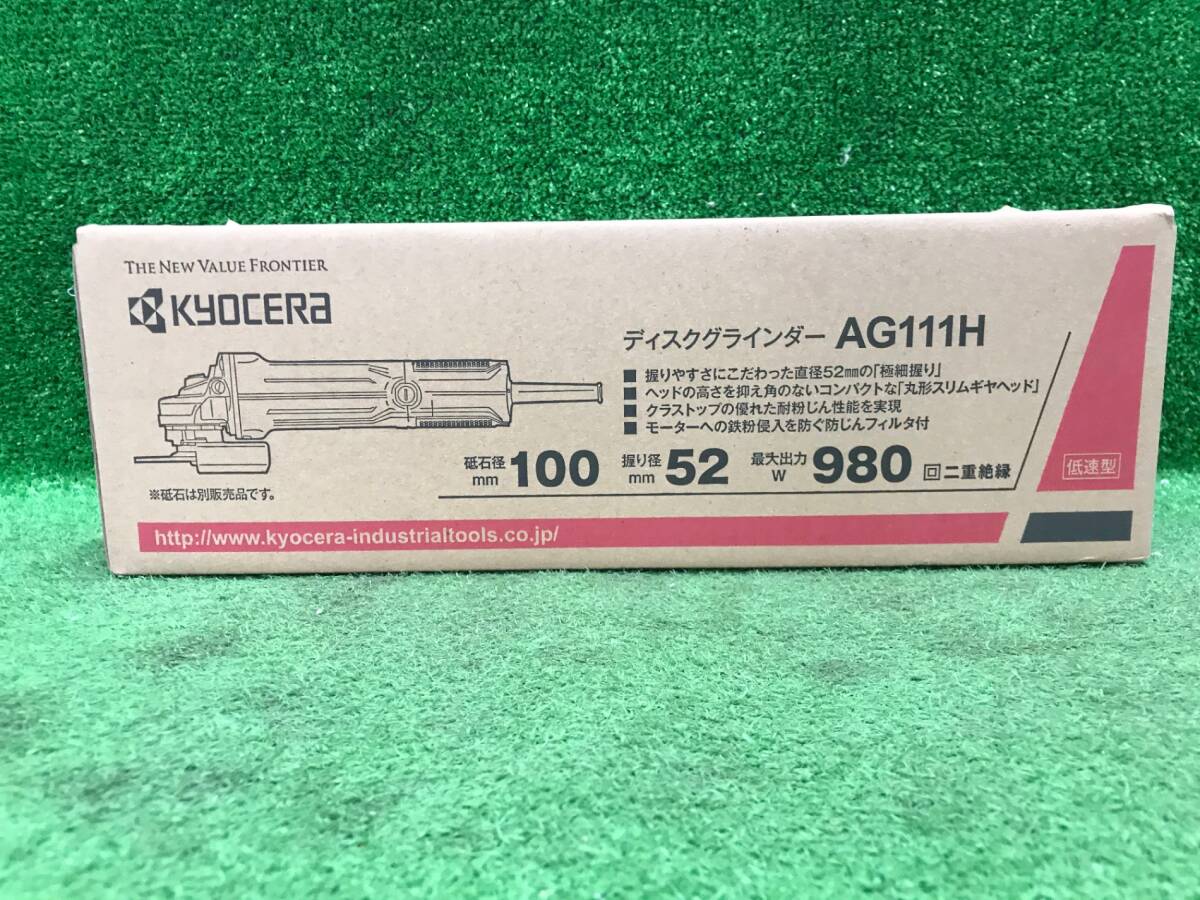 THE NEW VALUE FRONTIER
KYOCERA
ディスクグラインダー AG111H
■ 握りやすさにこだわった直径52mmの「極細握り」
■ ヘッドの高さを抑え角のないコンパクトな「丸形スリムギヤヘッド」
■ クラストップの優れた耐粉じん性能を実現
■ モーターへの鉄粉侵入を防ぐ防じんフィルタ付
砥石径 mm 100 握り径 mm 52 最大出力 W 980 回 二重絶縁
低速型
※砥石は別販売品です。
http://www.kyocera-industrialtools.co.jp/